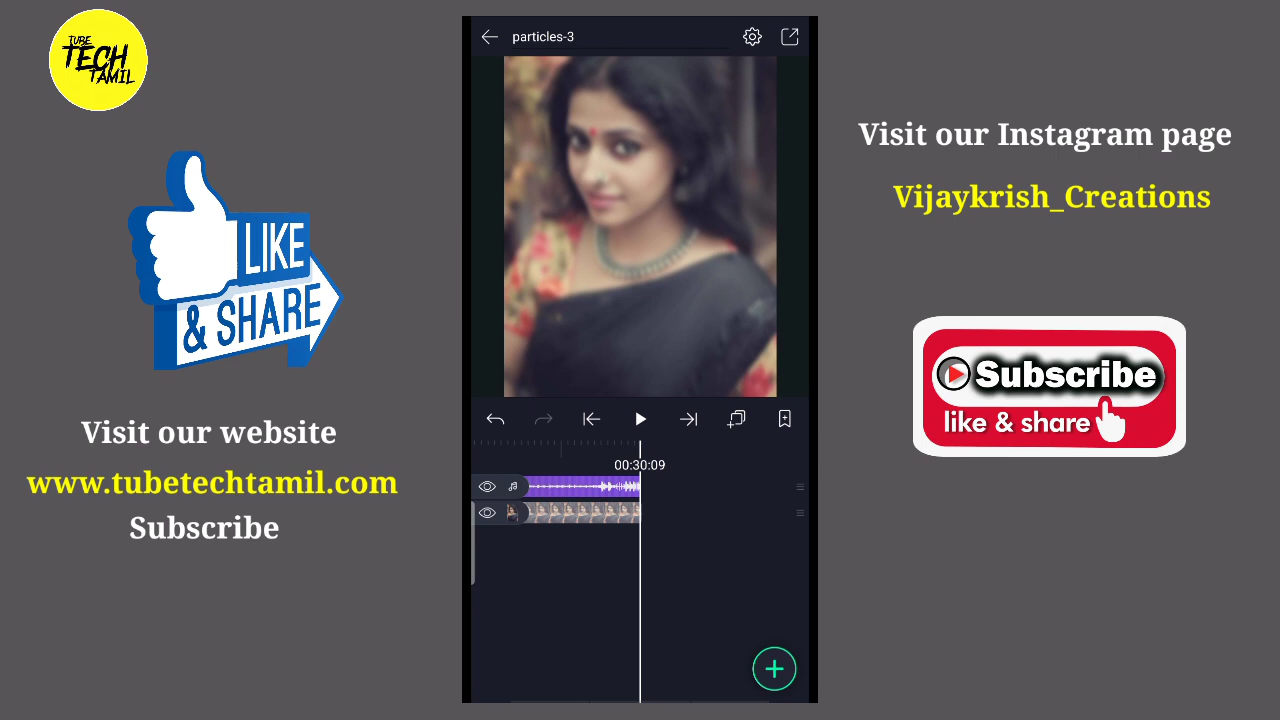 TUBE
TECH
TAMIL
LIKE
& SHARE
Visit our website
www.tubetechtamil.com
Subscribe
particles-3
00:30:09
Visit our Instagram page
Vijaykrish_Creations
Subscribe
like & share